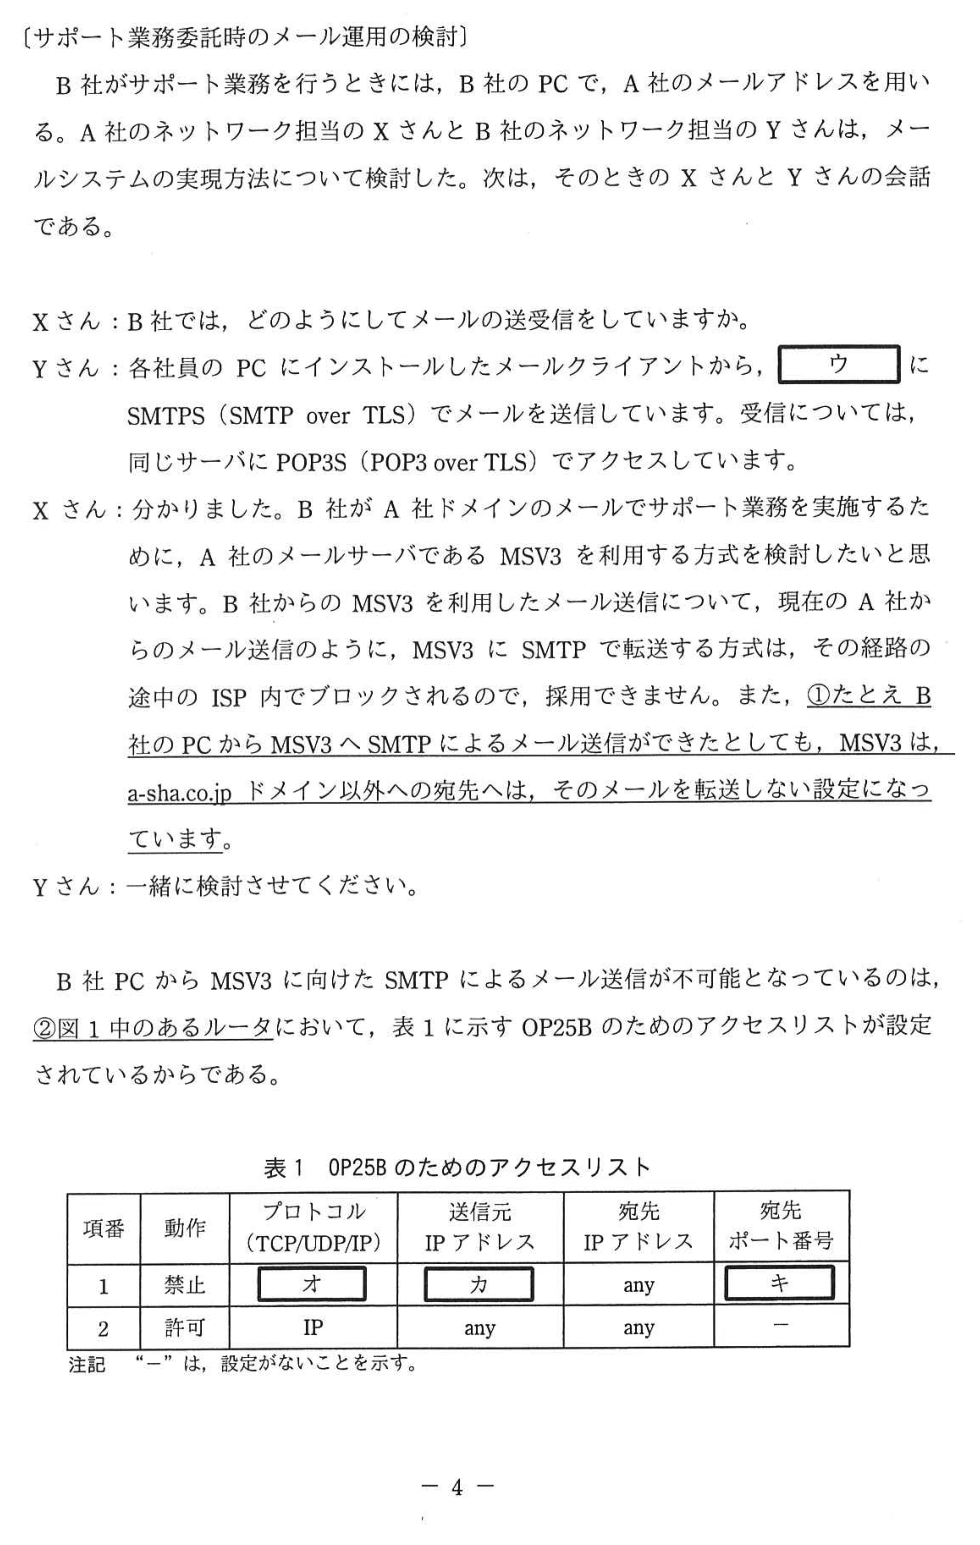 〔サポート業務委託時のメール運用の検討〕
B 社がサポート業務を行うときには，B 社の PC で，A 社のメールアドレスを用い
る。A 社のネットワーク担当の X さんと B 社のネットワーク担当の Y さんは，メー
ルシステムの実現方法について検討した。次は，そのときの X さんと Y さんの会話
である。
X さん：B 社では，どのようにしてメールの送受信をしていますか。
Y さん：各社員の PC にインストールしたメールクライアントから，ウに
SMTPS（SMTP over TLS）でメールを送信しています。受信については，
同じサーバに POP3S（POP3 over TLS）でアクセスしています。
X さん：分かりました。B 社が A 社ドメインのメールでサポート業務を実施するた
めに，A 社のメールサーバである MSV3 を利用する方式を検討したいと思
います。B 社からの MSV3 を利用したメール送信について，現在の A 社か
らのメール送信のように，MSV3 に SMTP で転送する方式は，その経路の
途中の ISP 内でブロックされるので，採用できません。また，①たとえ B
社の PC から MSV3 へ SMTP によるメール送信ができたとしても，MSV3 は，
a-sha.co.jp ドメイン以外への宛先へは，そのメールを転送しない設定になっ
ています。
Y さん：一緒に検討させてください。
B 社 PC から MSV3 に向けた SMTP によるメール送信が不可能となっているのは，
②図 1 中のあるルータにおいて，表 1 に示す OP25B のためのアクセスリストが設定
されているからである。
表 1 OP25B のためのアクセスリスト
項番 動作 プロトコル（TCP/UDP/IP） 送信元IP アドレス 宛先IP アドレス 宛先ポート番号
1 禁止 オ カ any キ
2 許可 IP any any －
注記 “－” は，設定がないことを示す。
－ 4 －